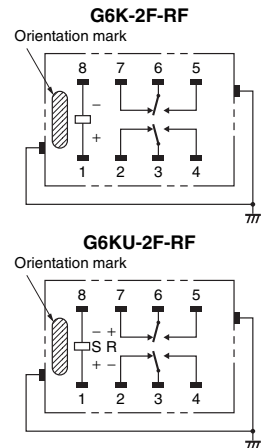 G6K-2F-RF
Orientation mark
8 7 6 5
−
+
1 2 3 4
G6KU-2F-RF
Orientation mark
8 7 6 5
− +
S R
+ −
1 2 3 4